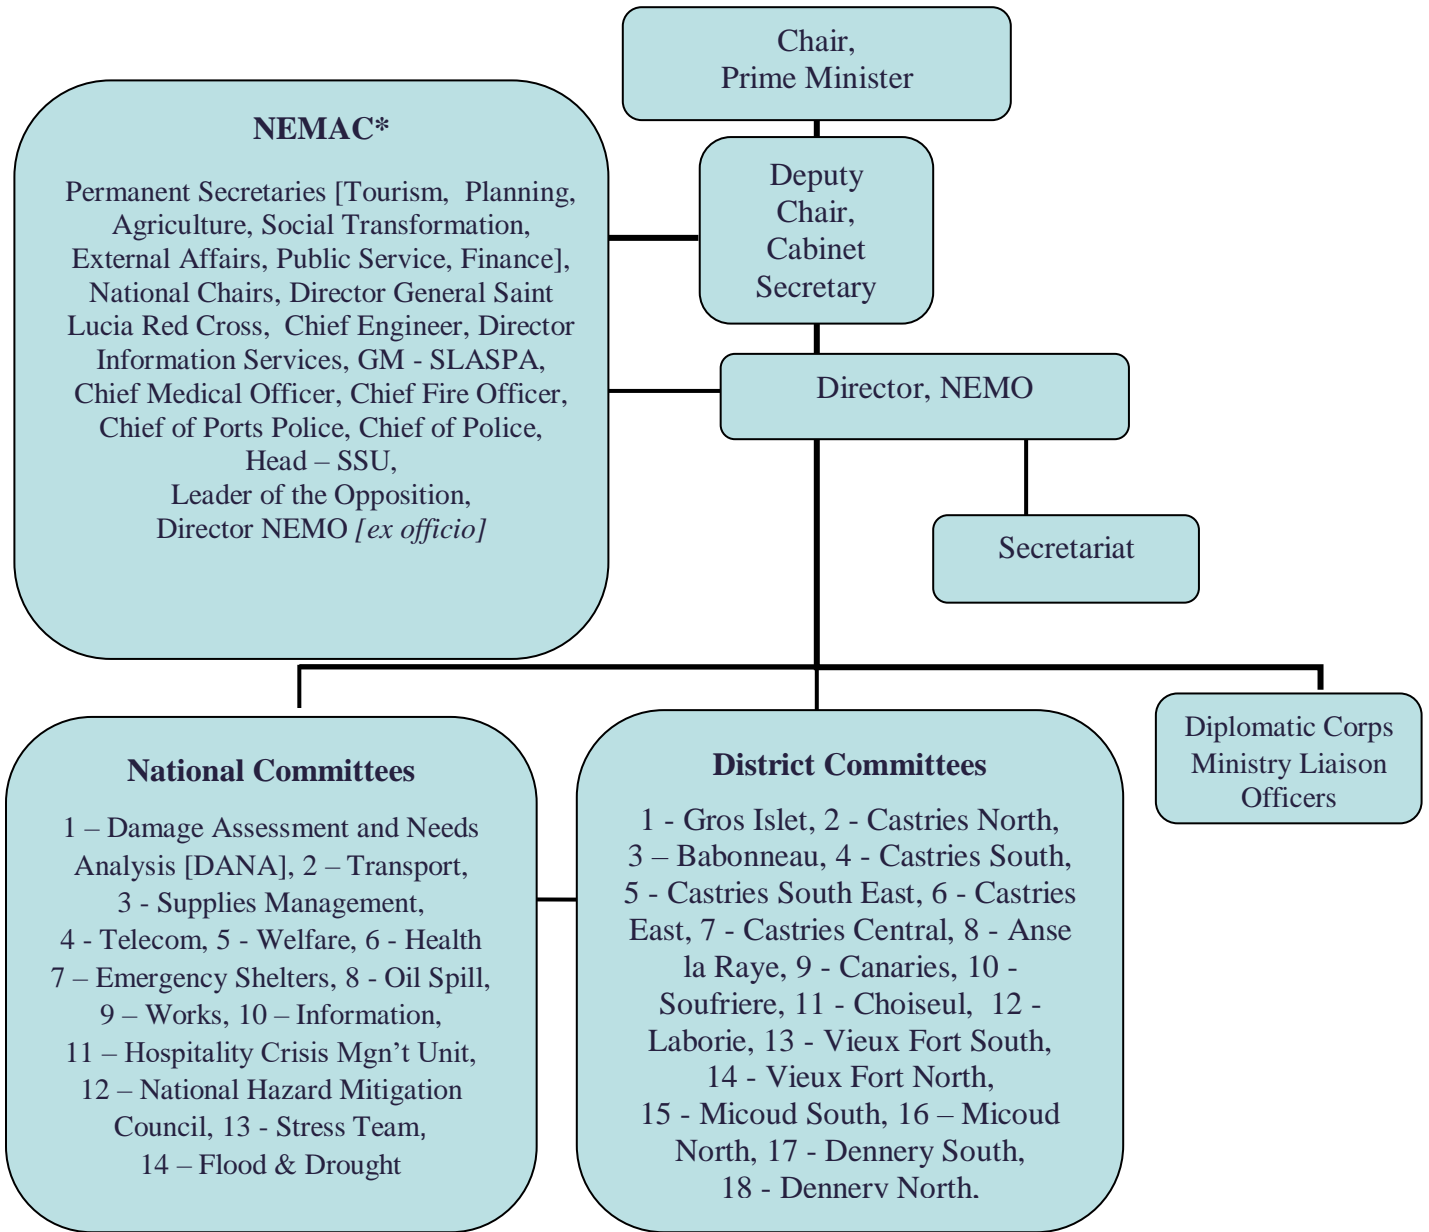 Chair,
Prime Minister
NEMAC*
Permanent Secretaries [Tourism, Planning,
Agriculture, Social Transformation,
External Affairs, Public Service, Finance],
National Chairs, Director General Saint
Lucia Red Cross, Chief Engineer, Director
Information Services, GM - SLASPA,
Chief Medical Officer, Chief Fire Officer,
Chief of Ports Police, Chief of Police,
Head – SSU,
Leader of the Opposition,
Director NEMO [ex officio]
Deputy
Chair,
Cabinet
Secretary
Director, NEMO
Secretariat
National Committees
1 – Damage Assessment and Needs
Analysis [DANA], 2 – Transport,
3 - Supplies Management,
4 - Telecom, 5 - Welfare, 6 - Health
7 – Emergency Shelters, 8 - Oil Spill,
9 – Works, 10 – Information,
11 – Hospitality Crisis Mgn’t Unit,
12 – National Hazard Mitigation
Council, 13 - Stress Team,
14 – Flood & Drought
District Committees
1 - Gros Islet, 2 - Castries North,
3 – Babonneau, 4 - Castries South,
5 - Castries South East, 6 - Castries
East, 7 - Castries Central, 8 - Anse
la Raye, 9 - Canaries, 10 -
Soufriere, 11 - Choiseul, 12 -
Laborie, 13 - Vieux Fort South,
14 - Vieux Fort North,
15 - Micoud South, 16 – Micoud
North, 17 - Dennery South,
18 - Dennery North.
Diplomatic Corps
Ministry Liaison
Officers